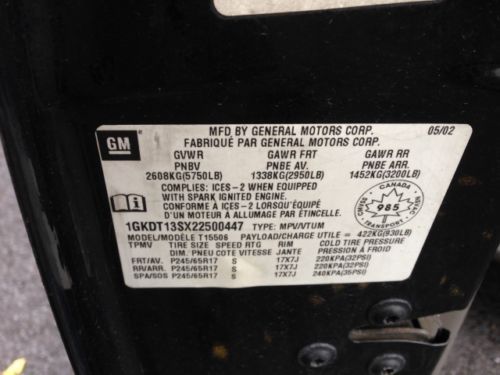 GM
MFD BY GENERAL MOTORS CORP. 05/02
FABRIQUÉ PAR GENERAL MOTORS CORP.
GVWR GAWR FRT GAWR RR
PNBV PNBE AV. PNBE ARR.
2608KG(5750LB) 1338KG(2950LB) 1452KG(3200LB)
COMPLIES: ICES-2 WHEN EQUIPPED
WITH SPARK IGNITED ENGINE
CONFORME A ICES-2 LORSQU'ÉQUIPÉ
D'UN MOTEUR A ALLUMAGE PAR ÉTINCELLE.
CANADA
985
TRANSPORT
1GKDT13SX22500447 TYPE: MPV/VTUM
MODEL/MODÈLE T15506 PAYLOAD/CHARGE UTILE = 422KG(930LB)
TPMV TIRE SIZE SPEED RTG RIM COLD TIRE PRESSURE
DIM. PNEU COTE VITESSE JANTE PRESSION À FROID
FRT/AV. P245/65R17 S 17X7J 220KPA(32PSI)
RR/ARR. P245/65R17 S 17X7J 220KPA(32PSI)
SPA/SOS P245/65R17 S 17X7J 240KPA(35PSI)